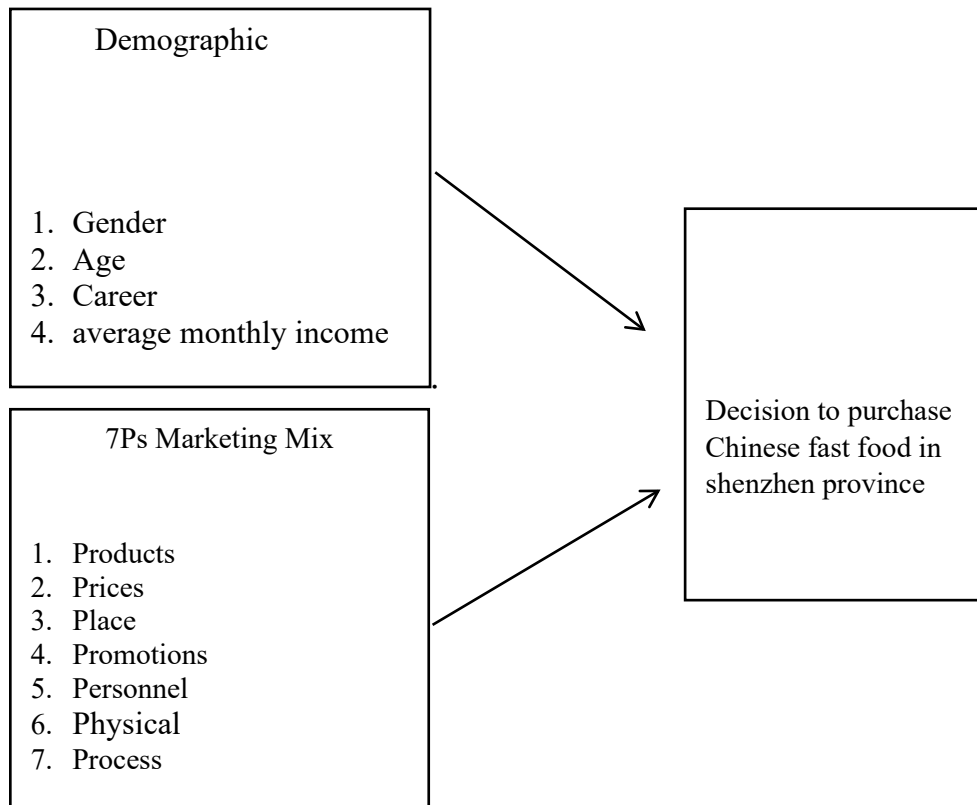 Demographic
1. Gender
2. Age
3. Career
4. average monthly income
.
7Ps Marketing Mix
1. Products
2. Prices
3. Place
4. Promotions
5. Personnel
6. Physical
7. Process
Decision to purchase
Chinese fast food in
shenzhen province